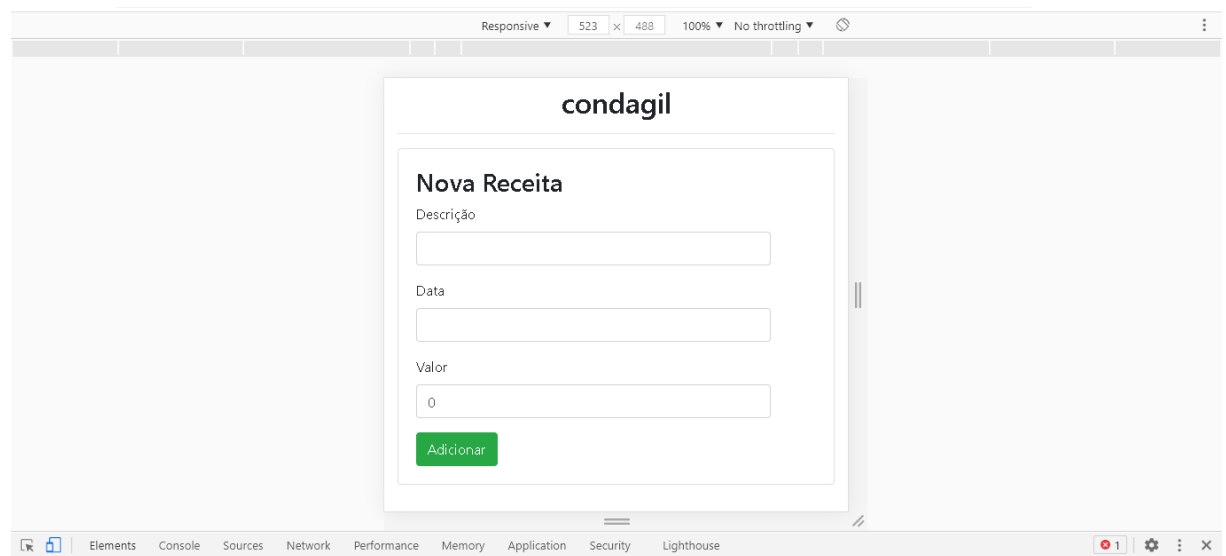 Responsive ▼ 523 × 488 100% ▼ No throttling ▼
condagil
Nova Receita
Descrição
Data
Valor
0
Adicionar
Elements Console Sources Network Performance Memory Application Security Lighthouse 1